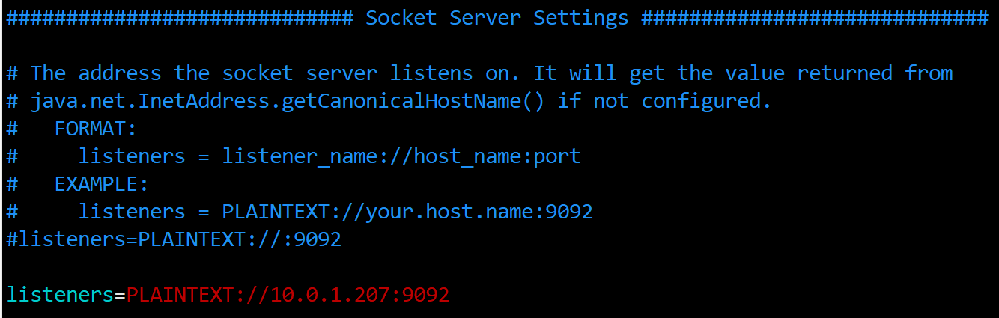 ############################# Socket Server Settings #############################
# The address the socket server listens on. It will get the value returned from
# java.net.InetAddress.getCanonicalHostName() if not configured.
#   FORMAT:
#     listeners = listener_name://host_name:port
#   EXAMPLE:
#     listeners = PLAINTEXT://your.host.name:9092
#listeners=PLAINTEXT://:9092
listeners=PLAINTEXT://10.0.1.207:9092